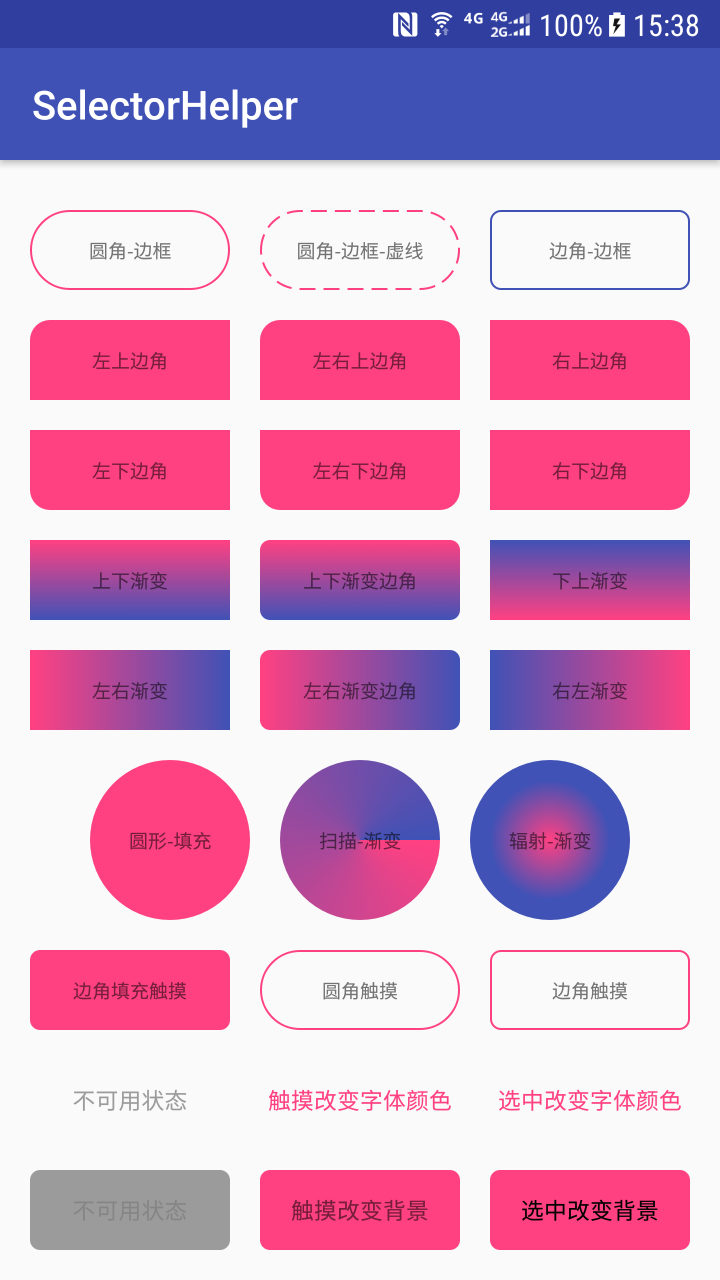 4G 4G 2G 100% 15:38
SelectorHelper
圆角-边框 圆角-边框-虚线 边角-边框
左上边角 左右上边角 右上边角
左下边角 左右下边角 右下边角
上下渐变 上下渐变边角 下上渐变
左右渐变 左右渐变边角 右左渐变
圆形-填充 扫描-渐变 辐射-渐变
边角填充触摸 圆角触摸 边角触摸
不可用状态 触摸改变字体颜色 选中改变字体颜色
不可用状态 触摸改变背景 选中改变背景